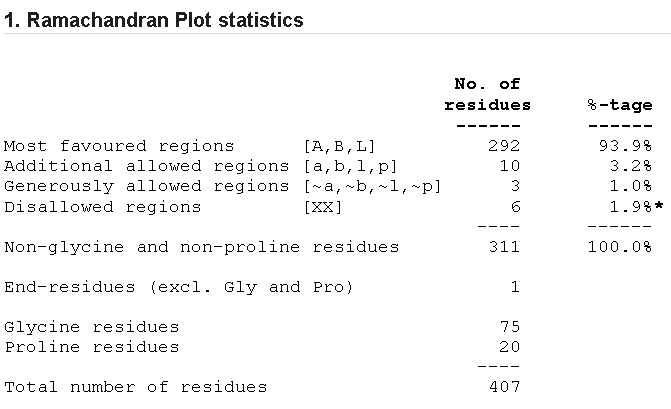 1. Ramachandran Plot statistics
No. of
residues %-tage
------ ------
Most favoured regions [A,B,L] 292 93.9%
Additional allowed regions [a,b,l,p] 10 3.2%
Generously allowed regions [~a,~b,~l,~p] 3 1.0%
Disallowed regions [XX] 6 1.9%*
---- ------
Non-glycine and non-proline residues 311 100.0%
End-residues (excl. Gly and Pro) 1
Glycine residues 75
Proline residues 20
----
Total number of residues 407